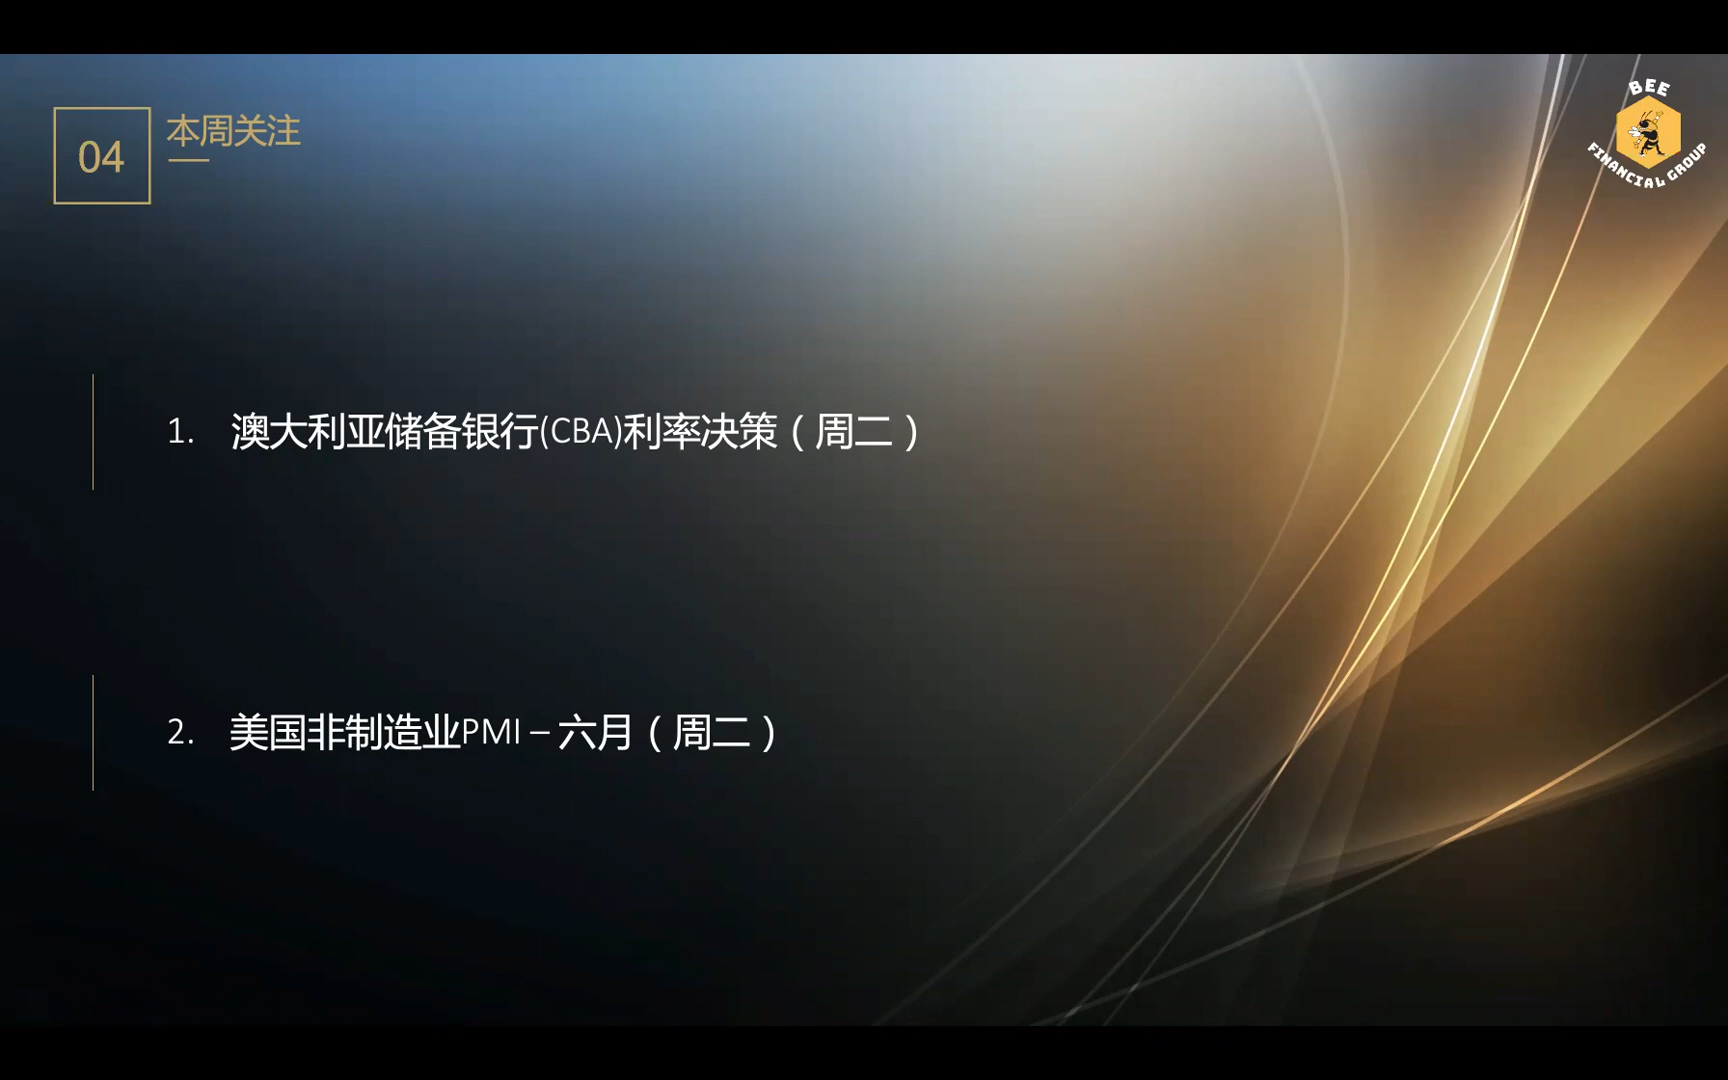 04
本周关注
BEE
FINANCIAL GROUP
1. 澳大利亚储备银行(CBA)利率决策（周二）
2. 美国非制造业PMI – 六月（周二）